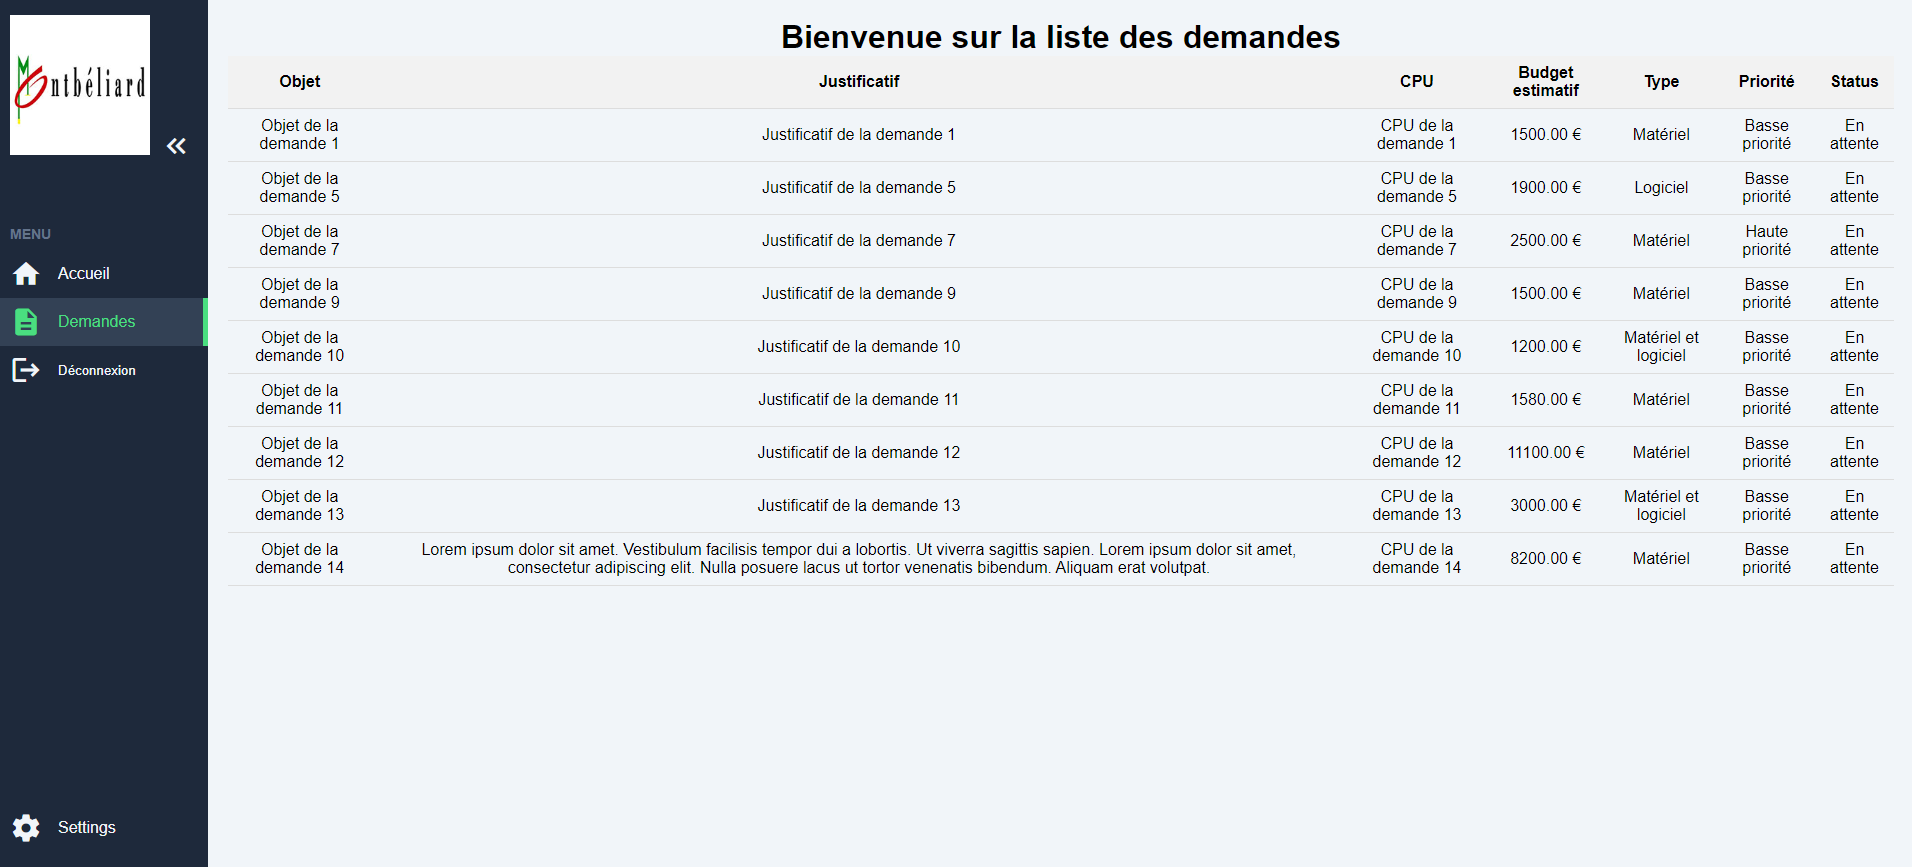 Montbéliard
MENU
Accueil
Demandes
Déconnexion
Settings
Bienvenue sur la liste des demandes
Objet Justificatif CPU Budget estimatif Type Priorité Status
Objet de la demande 1 Justificatif de la demande 1 CPU de la demande 1 1500.00 € Matériel Basse priorité En attente
Objet de la demande 5 Justificatif de la demande 5 CPU de la demande 5 1900.00 € Logiciel Basse priorité En attente
Objet de la demande 7 Justificatif de la demande 7 CPU de la demande 7 2500.00 € Matériel Haute priorité En attente
Objet de la demande 9 Justificatif de la demande 9 CPU de la demande 9 1500.00 € Matériel Basse priorité En attente
Objet de la demande 10 Justificatif de la demande 10 CPU de la demande 10 1200.00 € Matériel et logiciel Basse priorité En attente
Objet de la demande 11 Justificatif de la demande 11 CPU de la demande 11 1580.00 € Matériel Basse priorité En attente
Objet de la demande 12 Justificatif de la demande 12 CPU de la demande 12 11100.00 € Matériel Basse priorité En attente
Objet de la demande 13 Justificatif de la demande 13 CPU de la demande 13 3000.00 € Matériel et logiciel Basse priorité En attente
Objet de la demande 14 Lorem ipsum dolor sit amet. Vestibulum facilisis tempor dui a lobortis. Ut viverra sagittis sapien. Lorem ipsum dolor sit amet, consectetur adipiscing elit. Nulla posuere lacus ut tortor venenatis bibendum. Aliquam erat volutpat. CPU de la demande 14 8200.00 € Matériel Basse priorité En attente